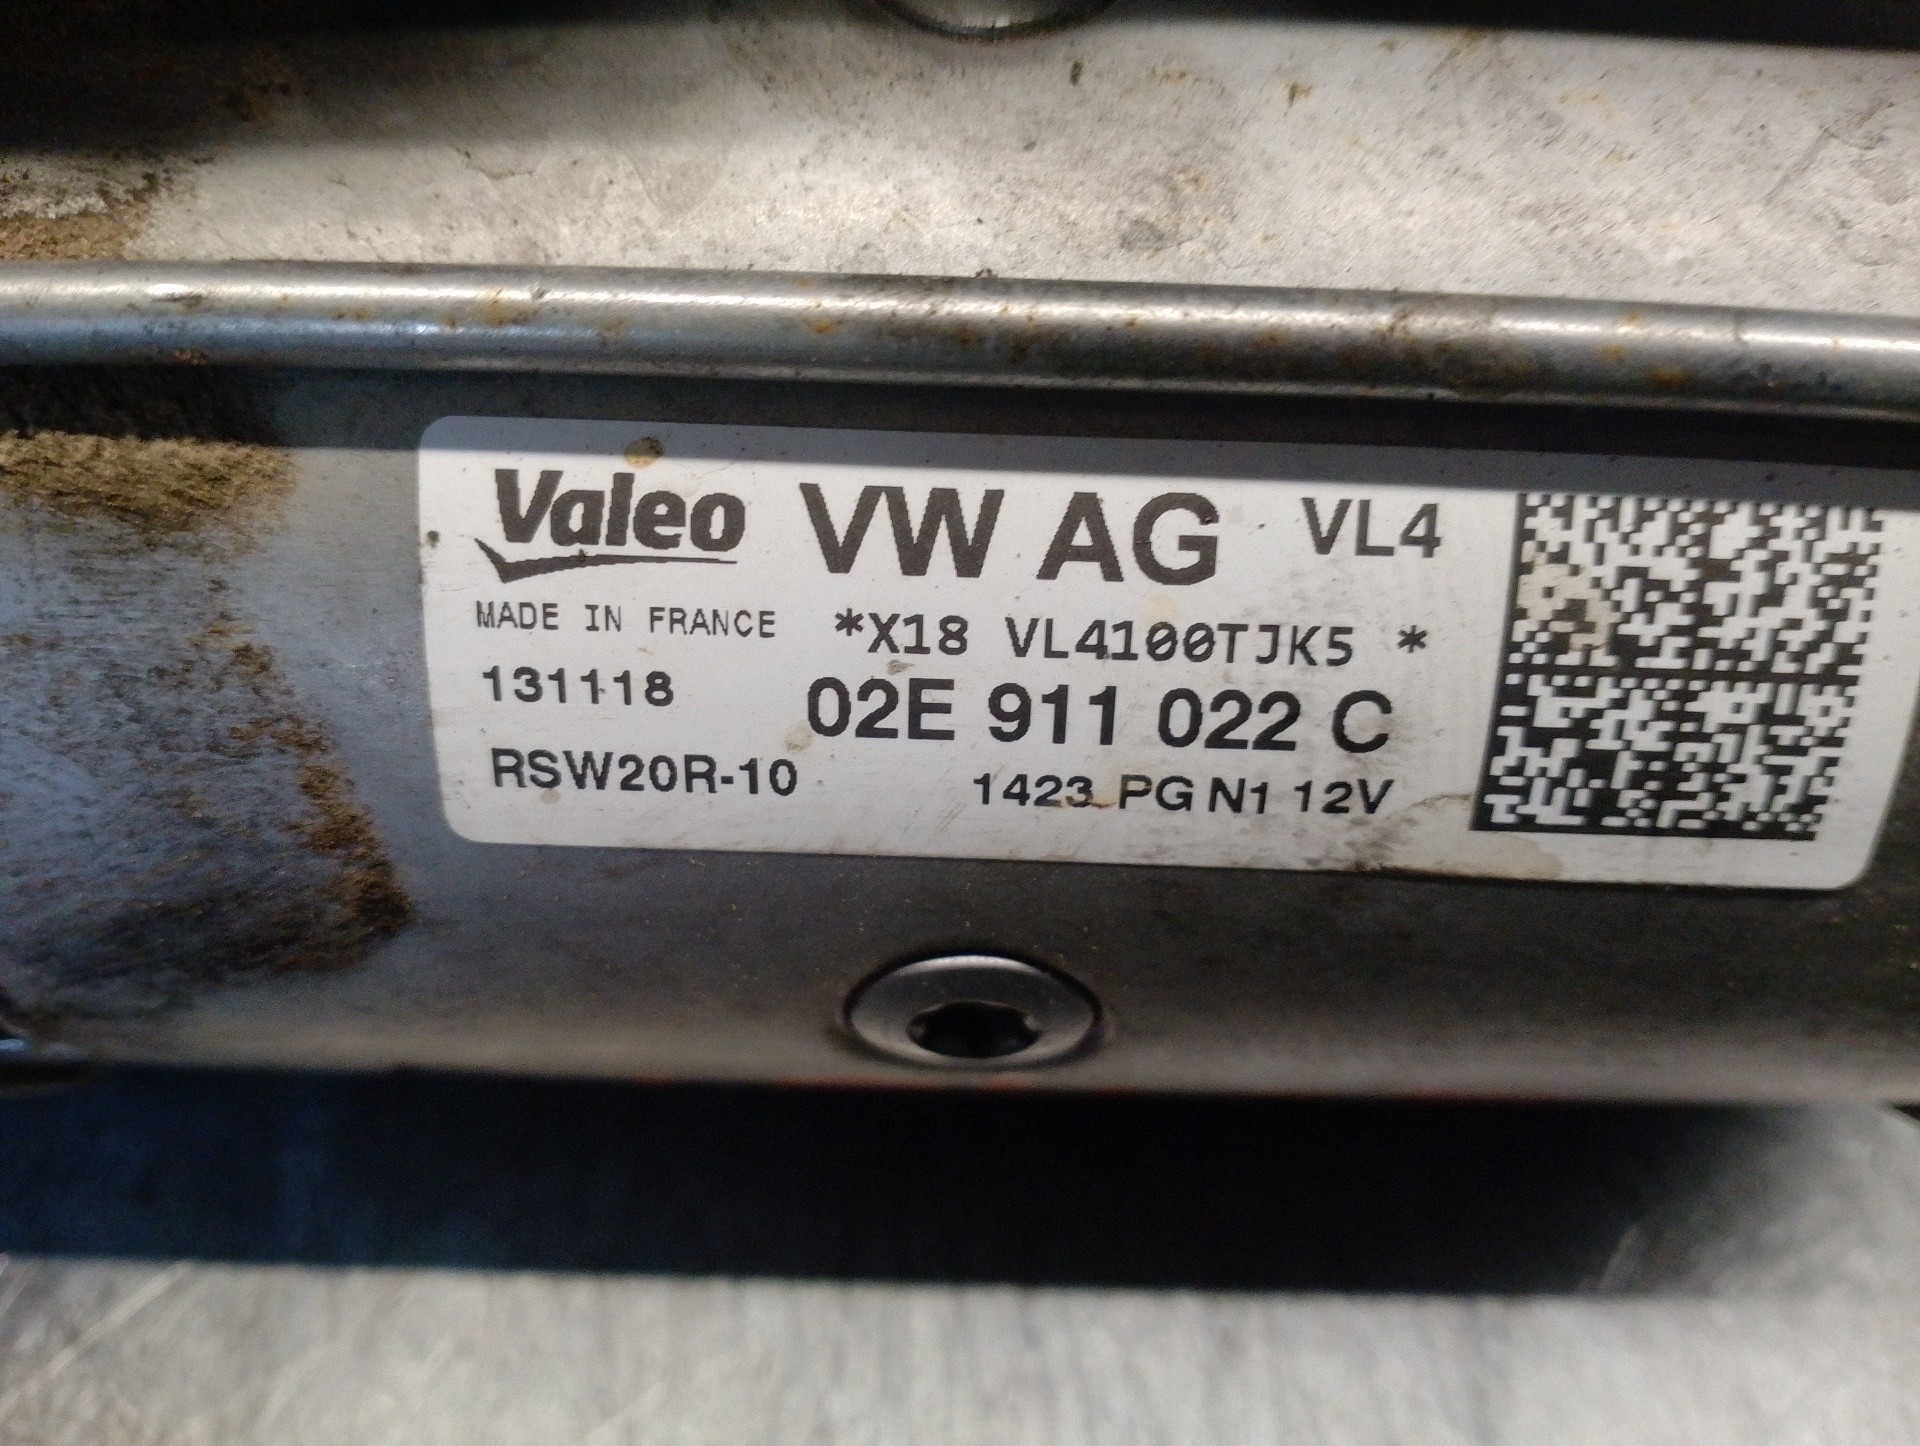 Valeo VW AG VL4
MADE IN FRANCE *X18 VL4100TJK5 *
131118 02E 911 022 C
RSW20R-10 1423 PG N1 12V